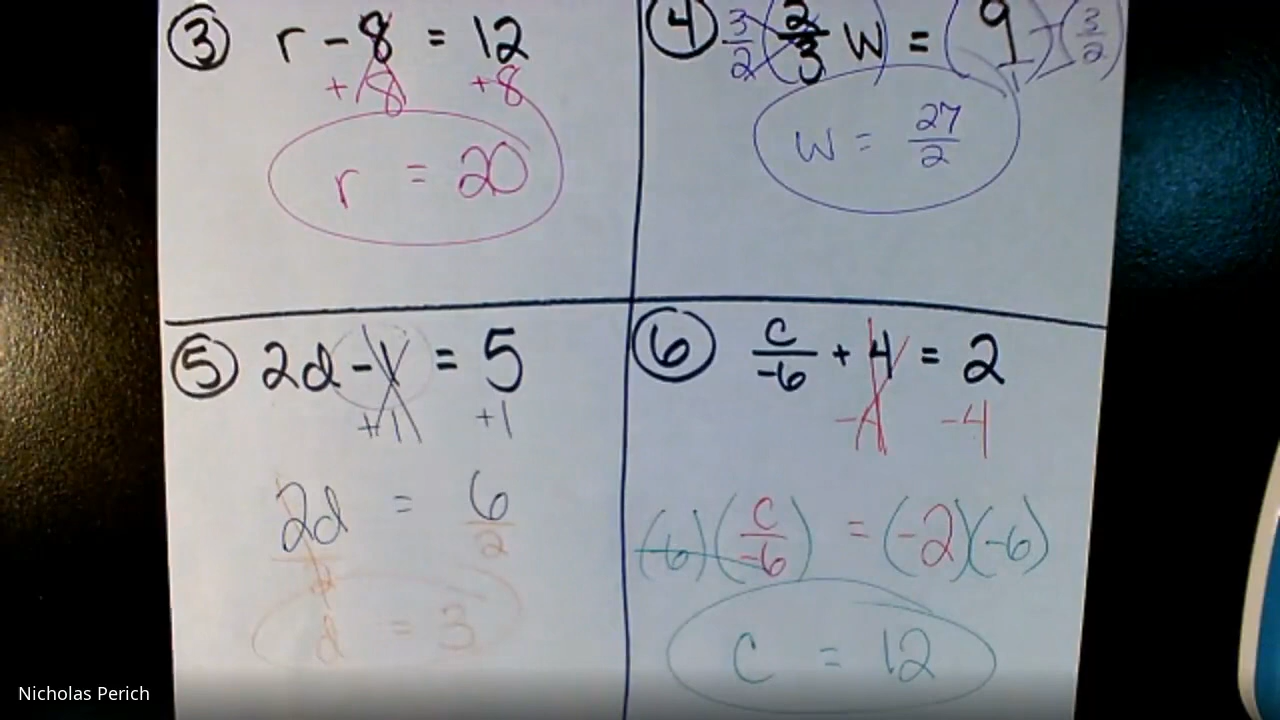 ③ r - 8 = 12
+8 +8
r = 20
④ 3/2 (2/3 w) = (9/1)(3/2)
w = 27/2
⑤ 2d - 1 = 5
+1 +1
2d = 6
2 2
d = 3
⑥ c/-6 + 4 = 2
-4 -4
(-6)(c/-6) = (-2)(-6)
c = 12
Nicholas Perich